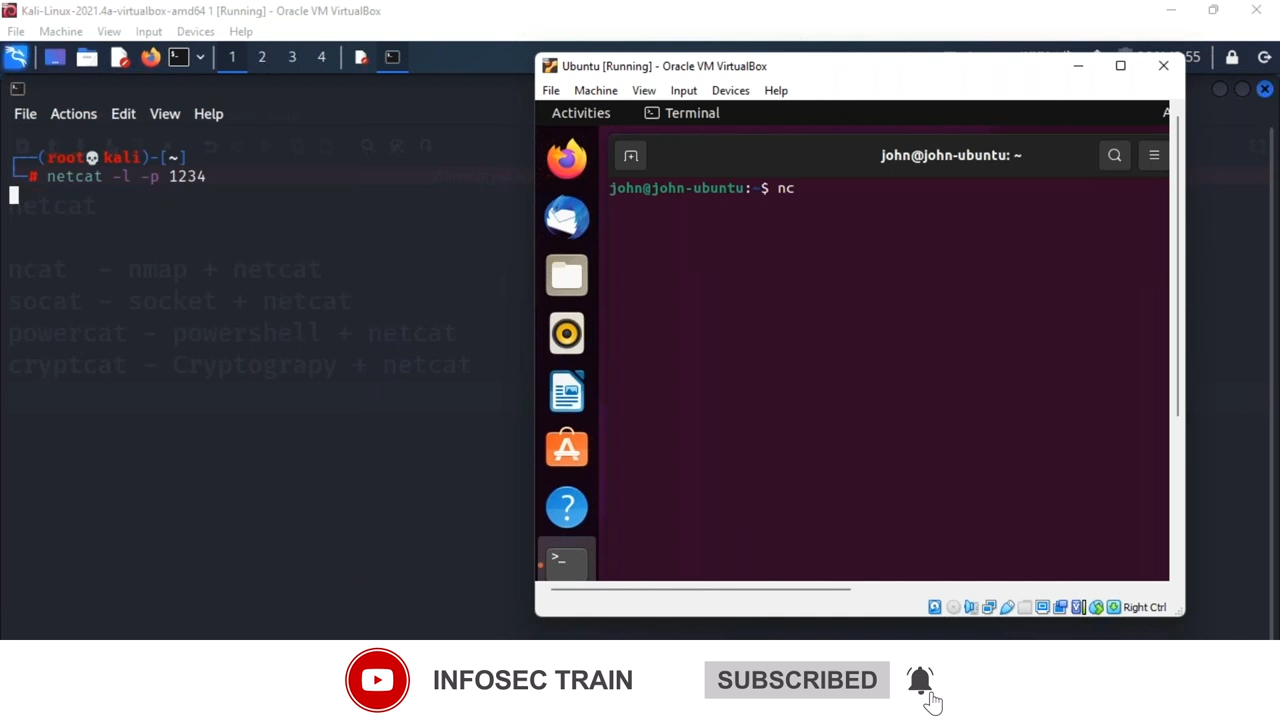 Kali-Linux-2021.4a-virtualbox-amd64 1 [Running] - Oracle VM VirtualBox
File Machine View Input Devices Help
1 2 3 4
55
File Actions Edit View Help
(root💀kali)-[~]
# netcat -l -p 1234
netcat
ncat - nmap + netcat
socat - socket + netcat
powercat - powershell + netcat
cryptcat - Cryptograpy + netcat
Ubuntu [Running] - Oracle VM VirtualBox
File Machine View Input Devices Help
Activities Terminal A
john@john-ubuntu: ~
john@john-ubuntu:~$ nc
Right Ctrl
INFOSEC TRAIN SUBSCRIBED